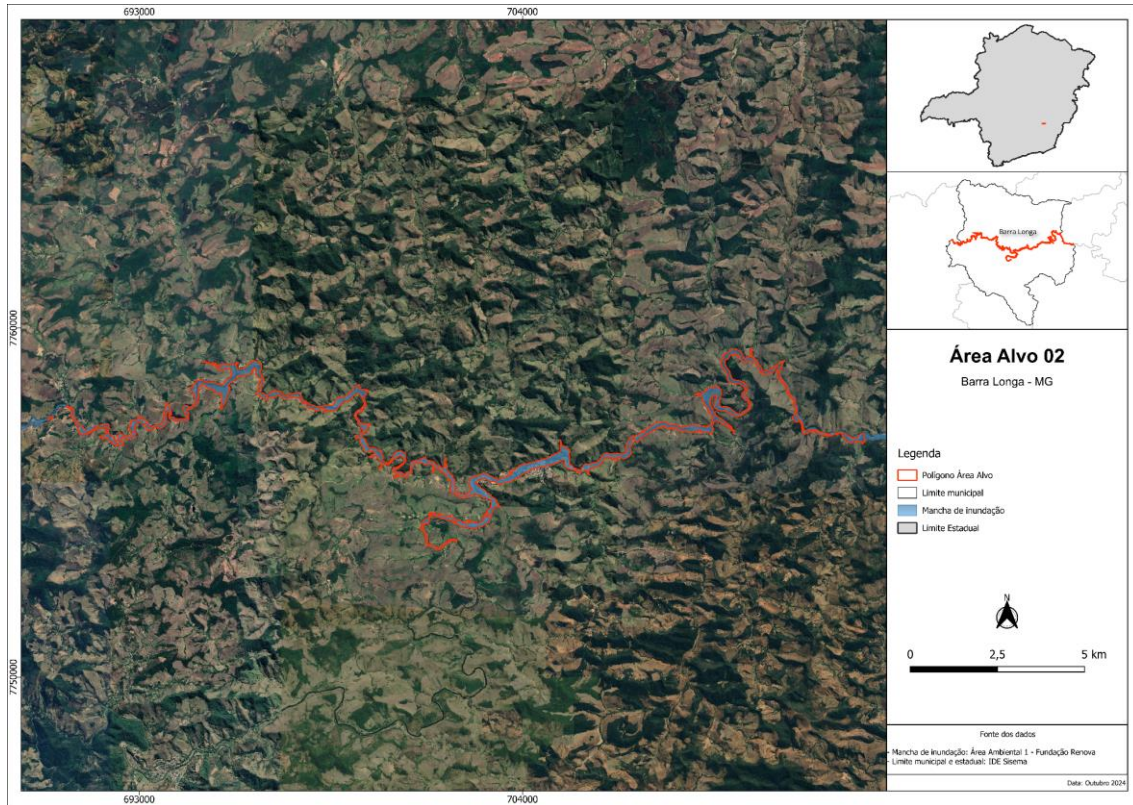 693000
704000
7760000
7750000
693000
704000
Barra Longa
Área Alvo 02
Barra Longa - MG
Legenda
Polígono Área Alvo
Limite municipal
Mancha de inundação
Limite Estadual
N
0 2,5 5 km
Fonte dos dados
- Mancha de inundação: Área Ambiental 1 - Fundação Renova
- Limite municipal e estadual: IDE Sisema
Data: Outubro 2024